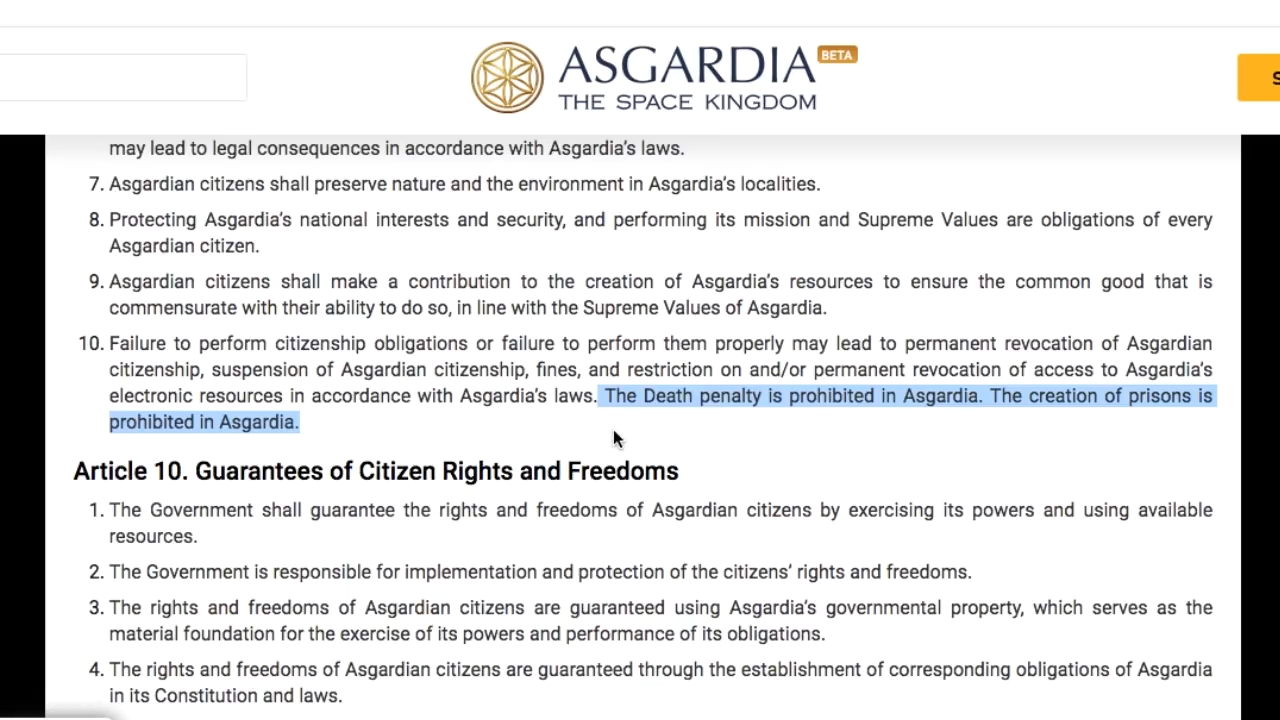 ASGARDIA BETA
THE SPACE KINGDOM
S
may lead to legal consequences in accordance with Asgardia’s laws.
7. Asgardian citizens shall preserve nature and the environment in Asgardia’s localities.
8. Protecting Asgardia’s national interests and security, and performing its mission and Supreme Values are obligations of every
Asgardian citizen.
9. Asgardian citizens shall make a contribution to the creation of Asgardia’s resources to ensure the common good that is
commensurate with their ability to do so, in line with the Supreme Values of Asgardia.
10. Failure to perform citizenship obligations or failure to perform them properly may lead to permanent revocation of Asgardian
citizenship, suspension of Asgardian citizenship, fines, and restriction on and/or permanent revocation of access to Asgardia’s
electronic resources in accordance with Asgardia’s laws. The Death penalty is prohibited in Asgardia. The creation of prisons is
prohibited in Asgardia.
Article 10. Guarantees of Citizen Rights and Freedoms
1. The Government shall guarantee the rights and freedoms of Asgardian citizens by exercising its powers and using available
resources.
2. The Government is responsible for implementation and protection of the citizens’ rights and freedoms.
3. The rights and freedoms of Asgardian citizens are guaranteed using Asgardia’s governmental property, which serves as the
material foundation for the exercise of its powers and performance of its obligations.
4. The rights and freedoms of Asgardian citizens are guaranteed through the establishment of corresponding obligations of Asgardia
in its Constitution and laws.